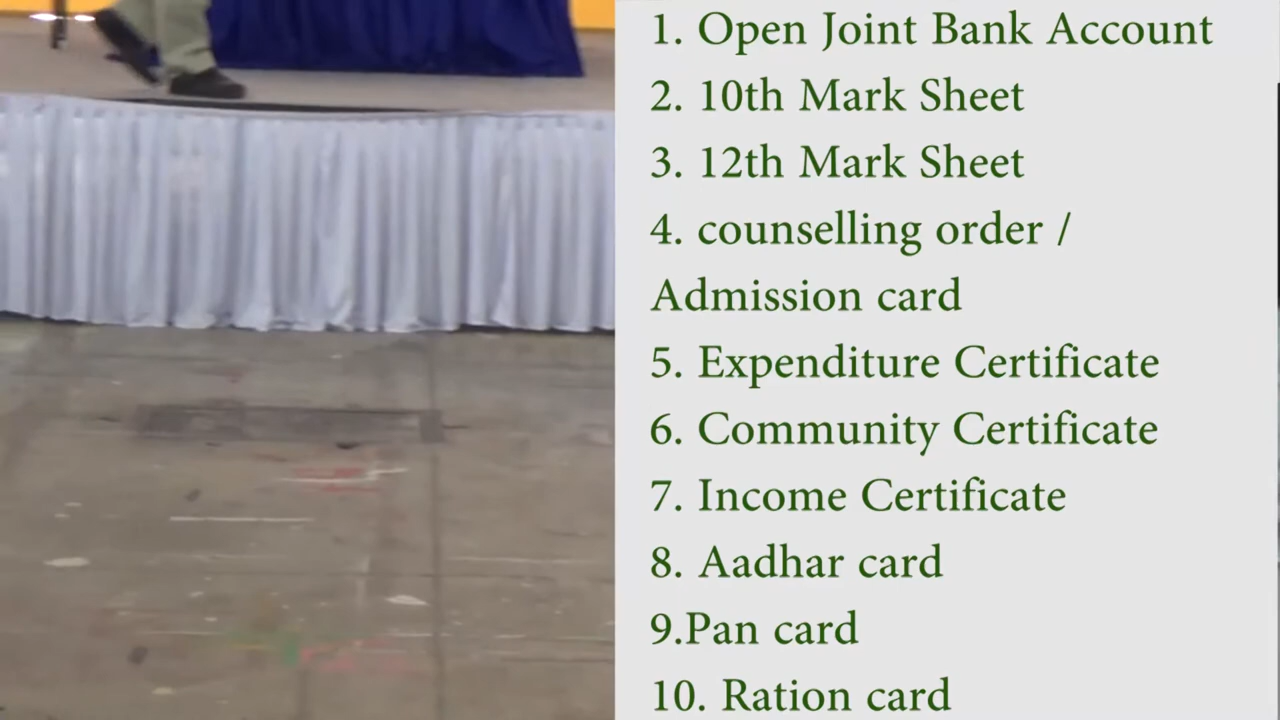 1. Open Joint Bank Account
2. 10th Mark Sheet
3. 12th Mark Sheet
4. counselling order /
Admission card
5. Expenditure Certificate
6. Community Certificate
7. Income Certificate
8. Aadhar card
9.Pan card
10. Ration card